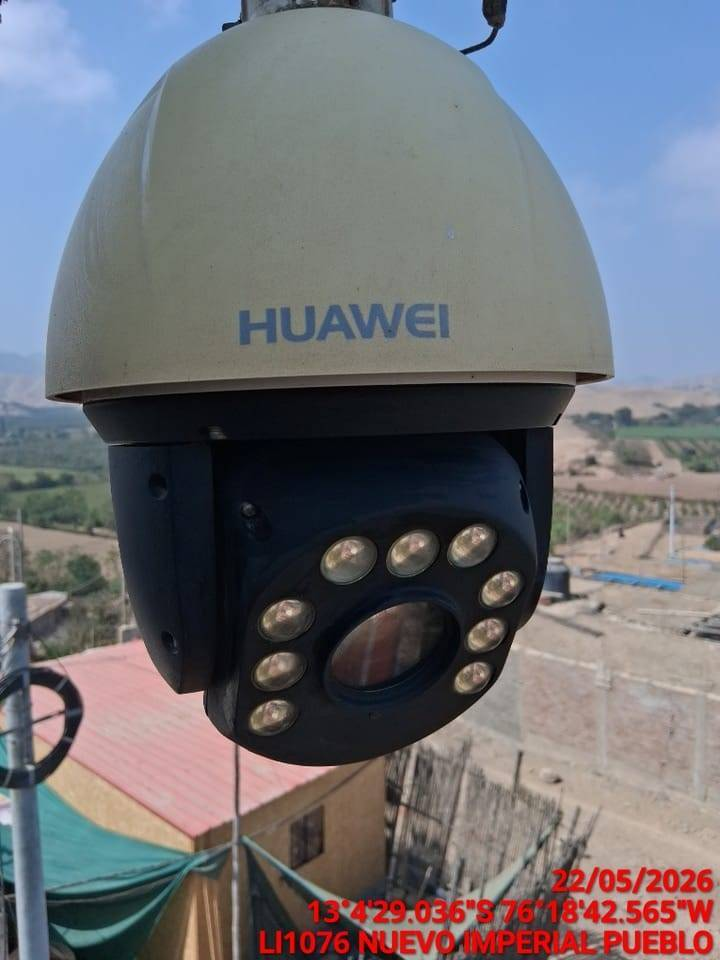 HUAWEI
22/05/2026
13°4'29.036"S 76°18'42.565"W
LI1076 NUEVO IMPERIAL PUEBLO